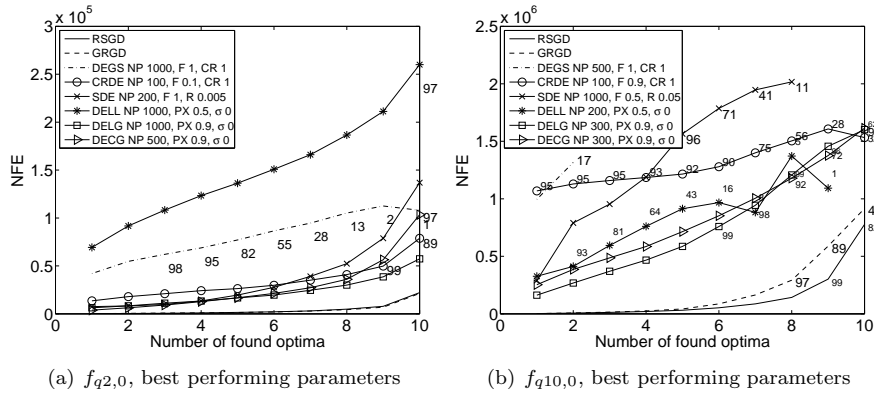 x 10^5
3
2.5
2
1.5
1
0.5
0
NFE
RSGD
GRGD
DEGS NP 1000, F 1, CR 1
CRDE NP 100, F 0.1, CR 1
SDE NP 200, F 1, R 0.005
DELL NP 1000, PX 0.5, σ 0
DELG NP 1000, PX 0.9, σ 0
DECG NP 500, PX 0.9, σ 0
97
98 95 82 55 28 13 2
97
1
89
99
0 2 4 6 8 10
Number of found optima
(a) f_{q2,0}, best performing parameters
x 10^6
2.5
2
1.5
1
0.5
0
NFE
RSGD
GRGD
DEGS NP 500, F 1, CR 1
CRDE NP 100, F 0.9, CR 1
SDE NP 1000, F 0.5, R 0.05
DELL NP 200, PX 0.5, σ 0
DELG NP 300, PX 0.9, σ 0
DECG NP 300, PX 0.9, σ 0
17
96 71 41 11
95 95 95 93 92 90 75 56 28
93 81 64 43 16 98 1
99 92 72
97 89 4
99
0 2 4 6 8 10
Number of found optima
(b) f_{q10,0}, best performing parameters